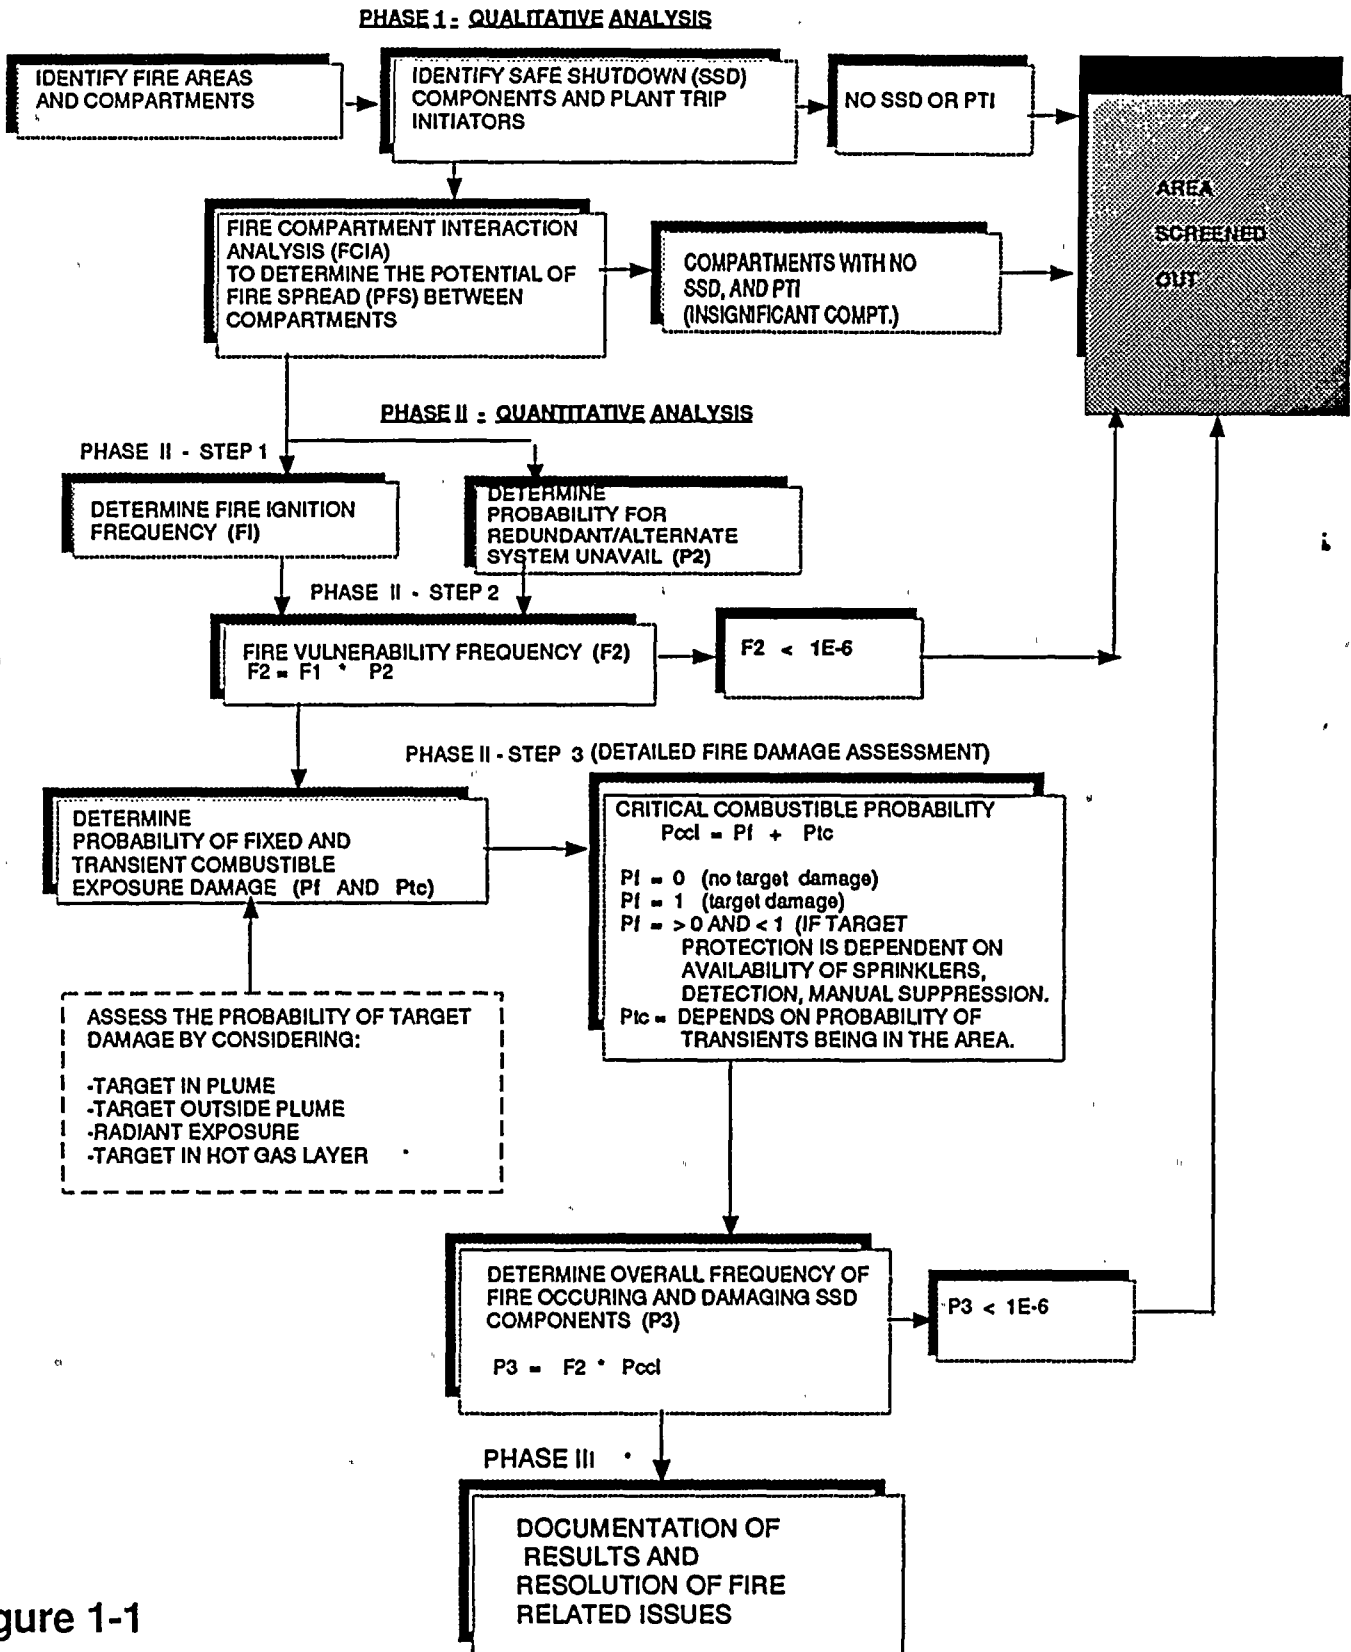 PHASE 1 - QUALITATIVE ANALYSIS
IDENTIFY FIRE AREAS
AND COMPARTMENTS
IDENTIFY SAFE SHUTDOWN (SSD)
COMPONENTS AND PLANT TRIP
INITIATORS
NO SSD OR PTI
AREA
SCREENED
OUT
FIRE COMPARTMENT INTERACTION
ANALYSIS (FCIA)
TO DETERMINE THE POTENTIAL OF
FIRE SPREAD (PFS) BETWEEN
COMPARTMENTS
COMPARTMENTS WITH NO
SSD, AND PTI
(INSIGNIFICANT COMPT.)
PHASE II - QUANTITATIVE ANALYSIS
PHASE II - STEP 1
DETERMINE FIRE IGNITION
FREQUENCY (FI)
DETERMINE
PROBABILITY FOR
REDUNDANT/ALTERNATE
SYSTEM UNAVAIL (P2)
PHASE II - STEP 2
FIRE VULNERABILITY FREQUENCY (F2)
F2 = F1 * P2
F2 < 1E-6
PHASE II - STEP 3 (DETAILED FIRE DAMAGE ASSESSMENT)
DETERMINE
PROBABILITY OF FIXED AND
TRANSIENT COMBUSTIBLE
EXPOSURE DAMAGE (Pf AND Ptc)
CRITICAL COMBUSTIBLE PROBABILITY
Pccl = Pf + Ptc
Pf = 0 (no target damage)
Pf = 1 (target damage)
Pf = > 0 AND < 1 (IF TARGET
PROTECTION IS DEPENDENT ON
AVAILABILITY OF SPRINKLERS,
DETECTION, MANUAL SUPPRESSION.
Ptc = DEPENDS ON PROBABILITY OF
TRANSIENTS BEING IN THE AREA.
ASSESS THE PROBABILITY OF TARGET
DAMAGE BY CONSIDERING:
-TARGET IN PLUME
-TARGET OUTSIDE PLUME
-RADIANT EXPOSURE
-TARGET IN HOT GAS LAYER
DETERMINE OVERALL FREQUENCY OF
FIRE OCCURING AND DAMAGING SSD
COMPONENTS (P3)
P3 = F2 * Pccl
P3 < 1E-6
PHASE III
DOCUMENTATION OF
RESULTS AND
RESOLUTION OF FIRE
RELATED ISSUES
gure 1-1